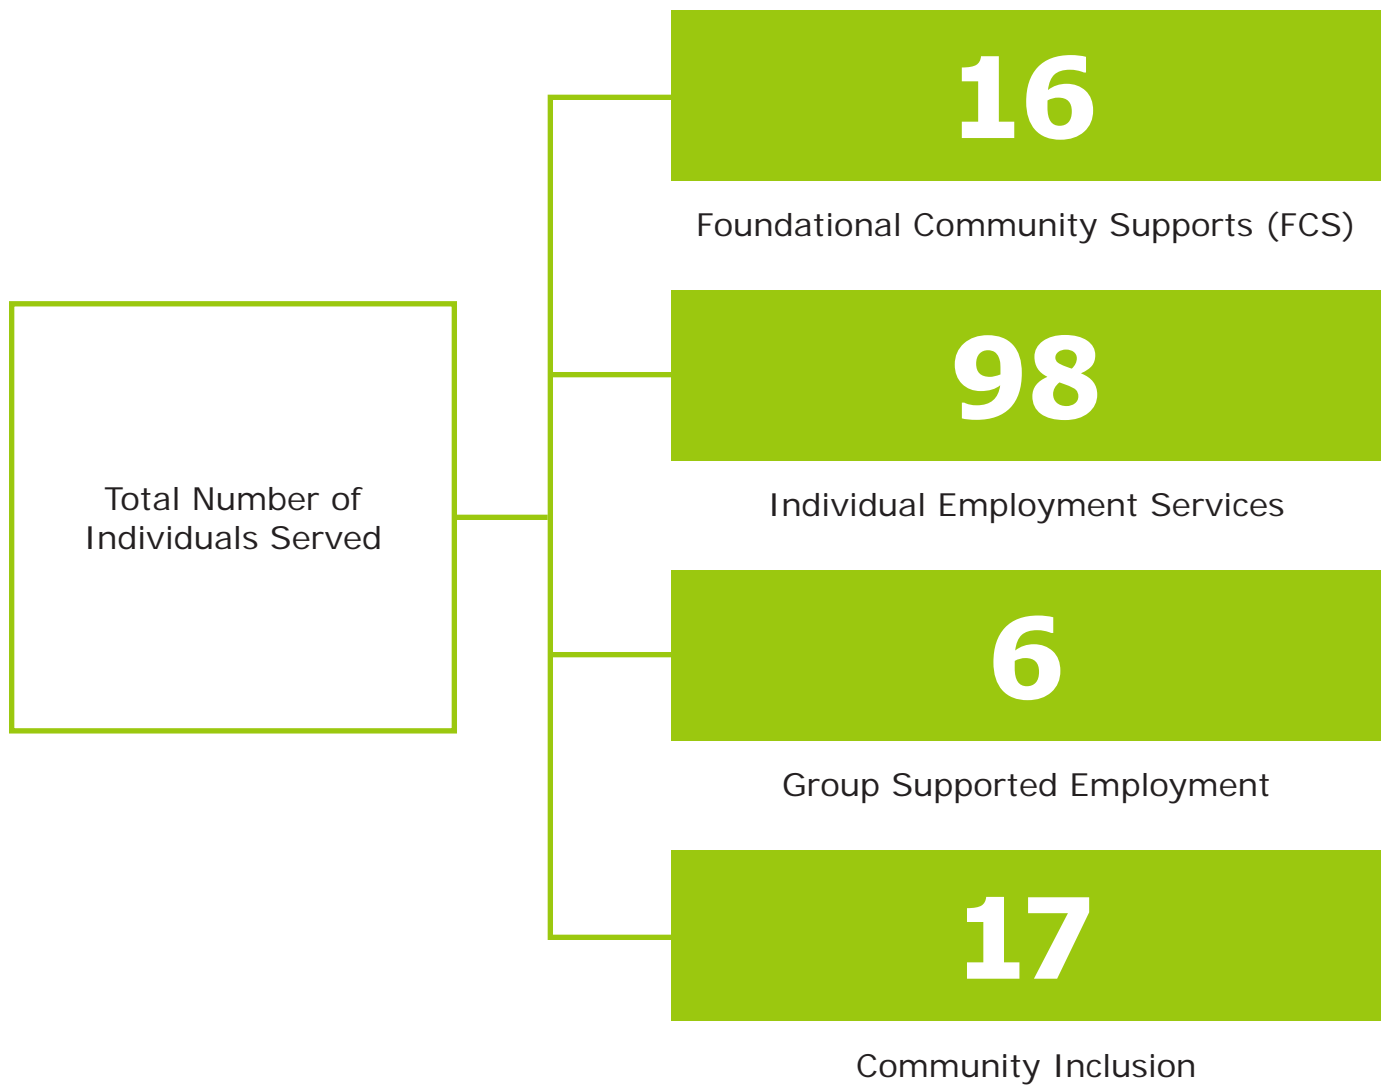 Total Number of
Individuals Served
16
Foundational Community Supports (FCS)
98
Individual Employment Services
6
Group Supported Employment
17
Community Inclusion